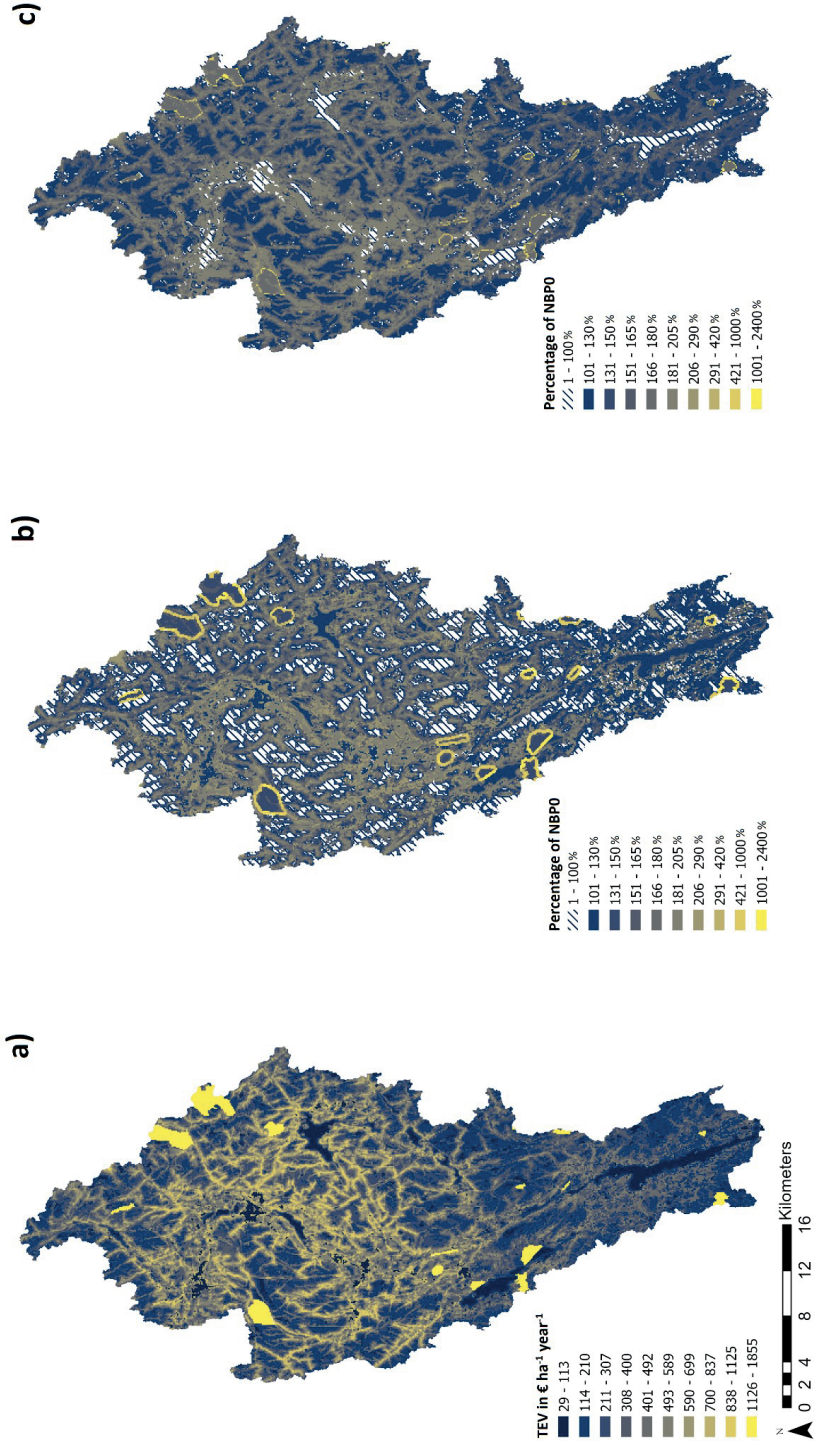 a)
TEV in € ha⁻¹ year⁻¹
29 - 113
114 - 210
211 - 307
308 - 400
401 - 492
493 - 589
590 - 699
700 - 837
838 - 1125
1126 - 1855
N
0 2 4 8 12 16
Kilometers
b)
Percentage of NBP0
1 - 100%
101 - 130%
131 - 150%
151 - 165%
166 - 180%
181 - 205%
206 - 290%
291 - 420%
421 - 1000%
1001 - 2400%
c)
Percentage of NBP0
1 - 100%
101 - 130%
131 - 150%
151 - 165%
166 - 180%
181 - 205%
206 - 290%
291 - 420%
421 - 1000%
1001 - 2400%